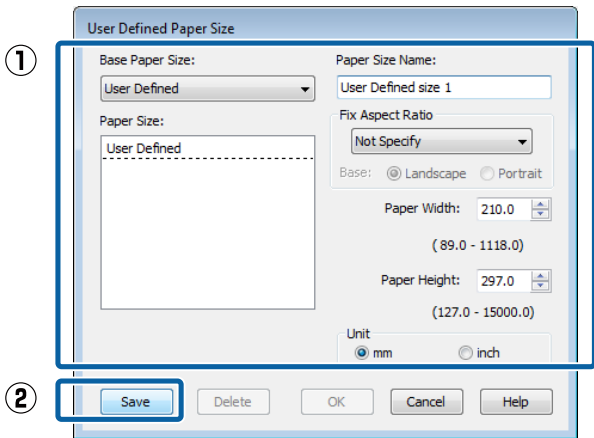 User Defined Paper Size
1
Base Paper Size:
User Defined
Paper Size:
User Defined
Paper Size Name:
User Defined size 1
Fix Aspect Ratio
Not Specify
Base: Landscape Portrait
Paper Width: 210.0
( 89.0 - 1118.0)
Paper Height: 297.0
(127.0 - 15000.0)
Unit
mm inch
2
Save Delete OK Cancel Help